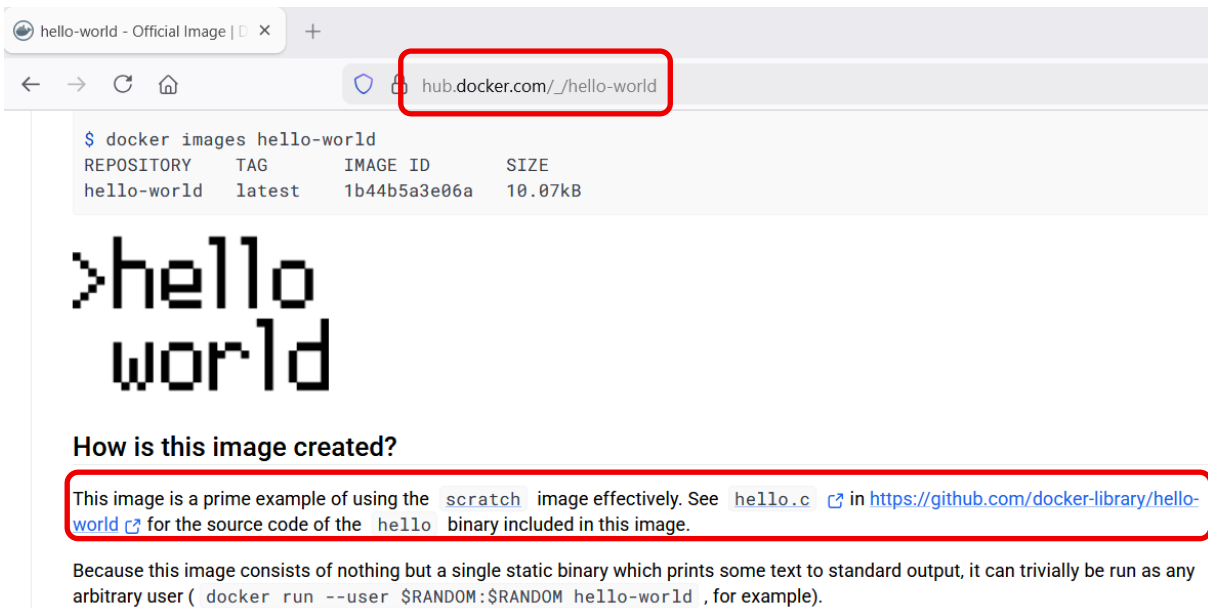 hello-world - Official Image | D
hub.docker.com/_/hello-world
$ docker images hello-world
REPOSITORY TAG IMAGE ID SIZE
hello-world latest 1b44b5a3e06a 10.07kB
>hello
world
How is this image created?
This image is a prime example of using the scratch image effectively. See hello.c in https://github.com/docker-library/hello-
world for the source code of the hello binary included in this image.
Because this image consists of nothing but a single static binary which prints some text to standard output, it can trivially be run as any
arbitrary user ( docker run --user $RANDOM:$RANDOM hello-world , for example).